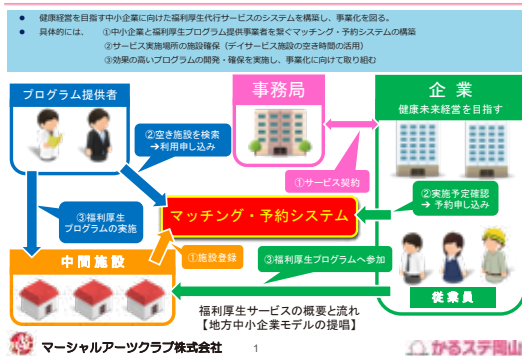 ● 健康経営を目指す中小企業に向けた福利厚生代行サービスのシステムを構築し、事業化を図る。
● 具体的には、 ①中小企業と福利厚生プログラム提供事業者を繋ぐマッチング・予約システムの構築
②サービス実施場所の施設確保（デイサービス施設の空き時間の活用）
③効果の高いプログラムの開発・確保を実施し、事業化に向けて取り組む
プログラム提供者
事務局
企業
健康未来経営を目指す
②空き施設を検索
➔利用申し込み
①サービス契約
②実施予定確認
➔ 予約申し込み
③福利厚生
プログラムの実施
マッチング・予約システム
中間施設
①施設登録
③福利厚生プログラムへ参加
従業員
福利厚生サービスの概要と流れ
【地方中小企業モデルの提唱】
マーシャルアーツクラブ株式会社
1
かるステ岡山